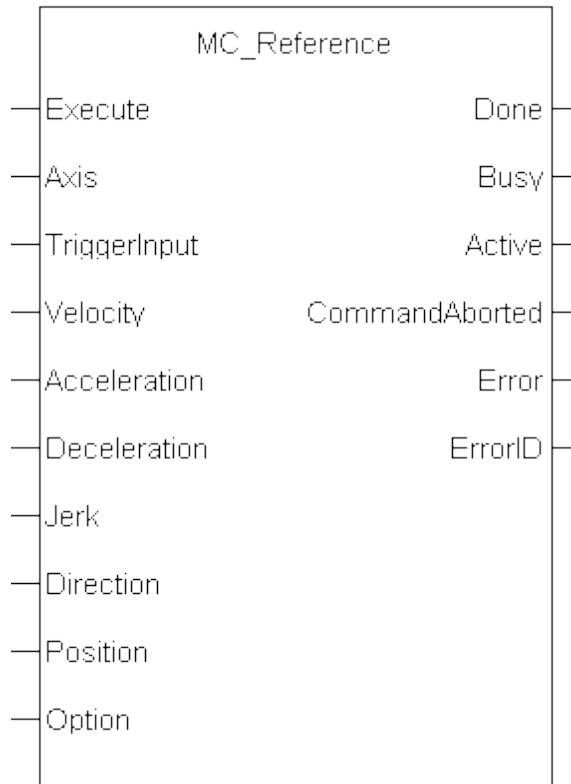 MC_Reference
Execute Done
Axis Busy
TriggerInput Active
Velocity CommandAborted
Acceleration Error
Deceleration ErrorID
Jerk
Direction
Position
Option